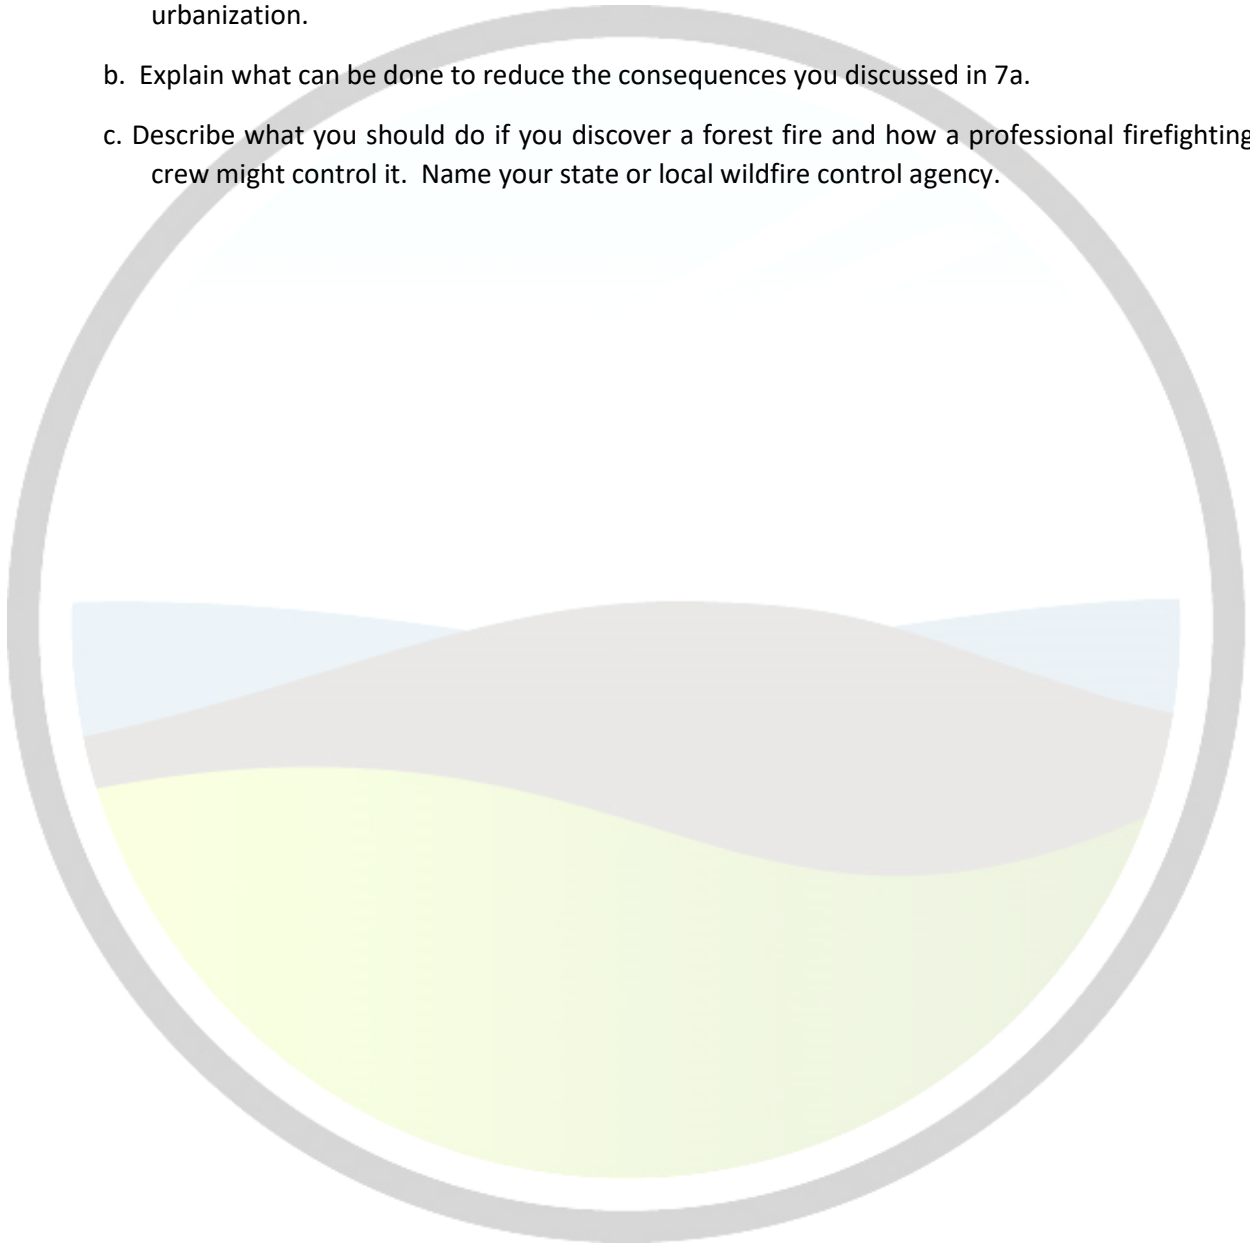 urbanization.
b. Explain what can be done to reduce the consequences you discussed in 7a.
c. Describe what you should do if you discover a forest fire and how a professional firefighting
crew might control it. Name your state or local wildfire control agency.